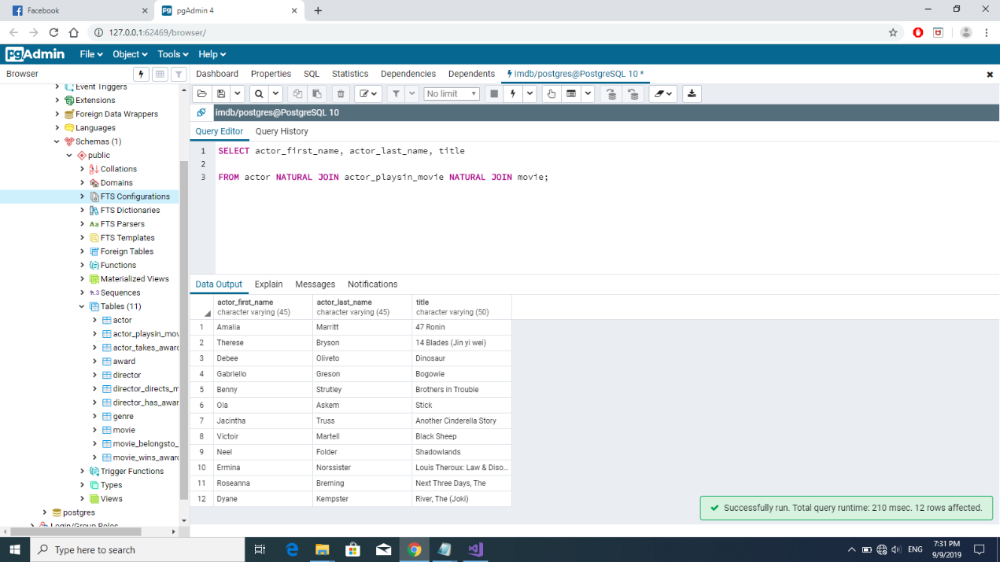 Facebook
pgAdmin 4
127.0.0.1:62469/browser/
pgAdmin File Object Tools Help
Browser
Dashboard Properties SQL Statistics Dependencies Dependents imdb/postgres@PostgreSQL 10 *
No limit
imdb/postgres@PostgreSQL 10
Query Editor Query History
1 SELECT actor_first_name, actor_last_name, title
2
3 FROM actor NATURAL JOIN actor_playsin_movie NATURAL JOIN movie;
Event Triggers
Extensions
Foreign Data Wrappers
Languages
Schemas (1)
public
Collations
Domains
FTS Configurations
FTS Dictionaries
FTS Parsers
FTS Templates
Foreign Tables
Functions
Materialized Views
Sequences
Tables (11)
actor
actor_playsin_mov
actor_takes_award
award
director
director_directs_m
director_has_awar
genre
movie
movie_belongsto_
movie_wins_award
Trigger Functions
Types
Views
postgres
Login/Group Roles
Data Output Explain Messages Notifications
actor_first_name actor_last_name title
character varying (45) character varying (45) character varying (50)
1 Amalia Marritt 47 Ronin
2 Therese Bryson 14 Blades (Jin yi wei)
3 Debee Oliveto Dinosaur
4 Gabriello Greson Bogowie
5 Benny Strutley Brothers in Trouble
6 Ola Askem Stick
7 Jacintha Truss Another Cinderella Story
8 Victoir Martell Black Sheep
9 Neel Folder Shadowlands
10 Ermina Norssister Louis Theroux: Law & Diso...
11 Roseanna Breming Next Three Days, The
12 Dyane Kempster River, The (Joki)
Successfully run. Total query runtime: 210 msec. 12 rows affected.
Type here to search
ENG
7:31 PM
9/9/2019